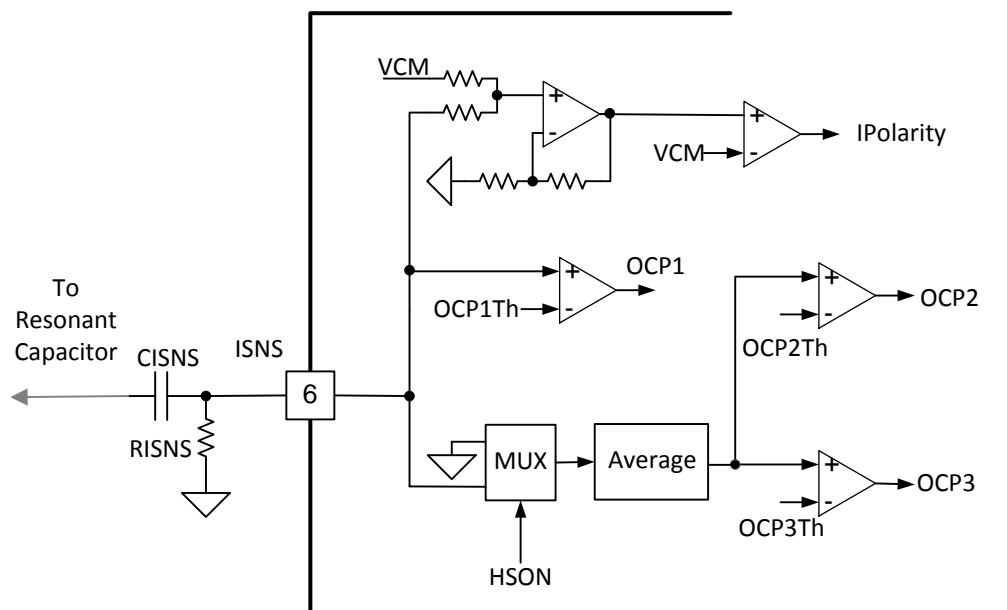 VCM
+
-
+
VCM
-
IPolarity
To
Resonant
Capacitor
CISNS
RISNS
ISNS
6
+
OCP1
OCP1Th
-
+
OCP2
-
OCP2Th
MUX
Average
HSON
+
OCP3
-
OCP3Th